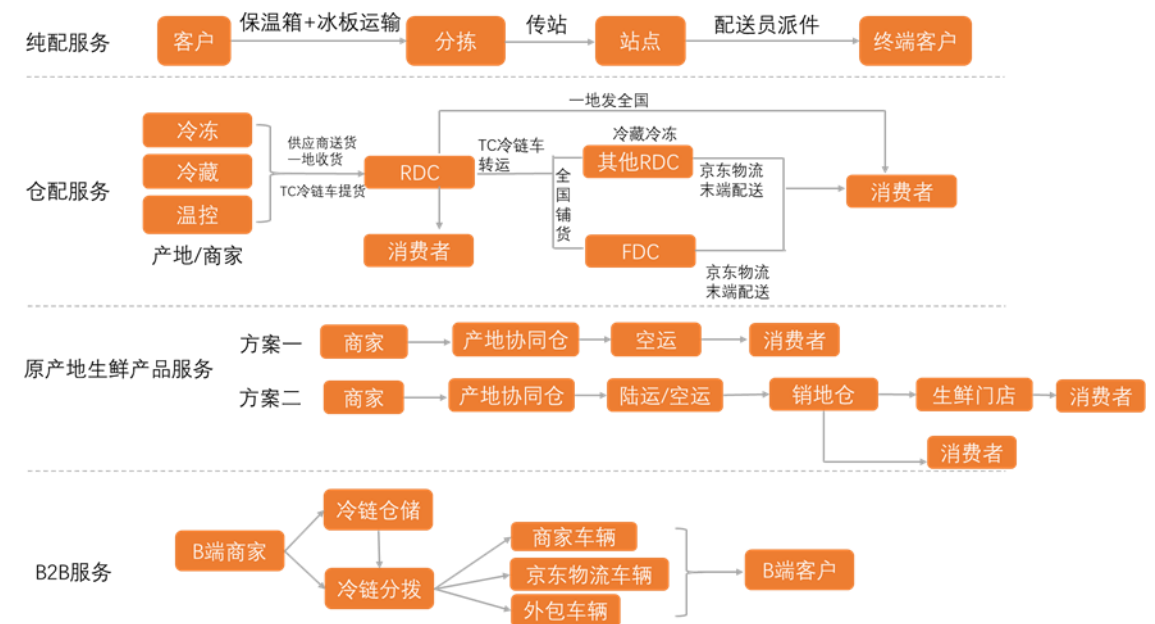 纯配服务
客户
保温箱+冰板运输
分拣
传站
站点
配送员派件
终端客户
仓配服务
冷冻
冷藏
温控
产地/商家
供应商送货
一地收货
TC冷链车提货
RDC
消费者
一地发全国
TC冷链车
转运
全
国
铺
货
冷藏冷冻
其他RDC
FDC
京东物流
末端配送
京东物流
末端配送
消费者
原产地生鲜产品服务
方案一
商家
产地协同仓
空运
消费者
方案二
商家
产地协同仓
陆运/空运
销地仓
生鲜门店
消费者
消费者
B2B服务
B端商家
冷链仓储
冷链分拨
商家车辆
京东物流车辆
外包车辆
B端客户